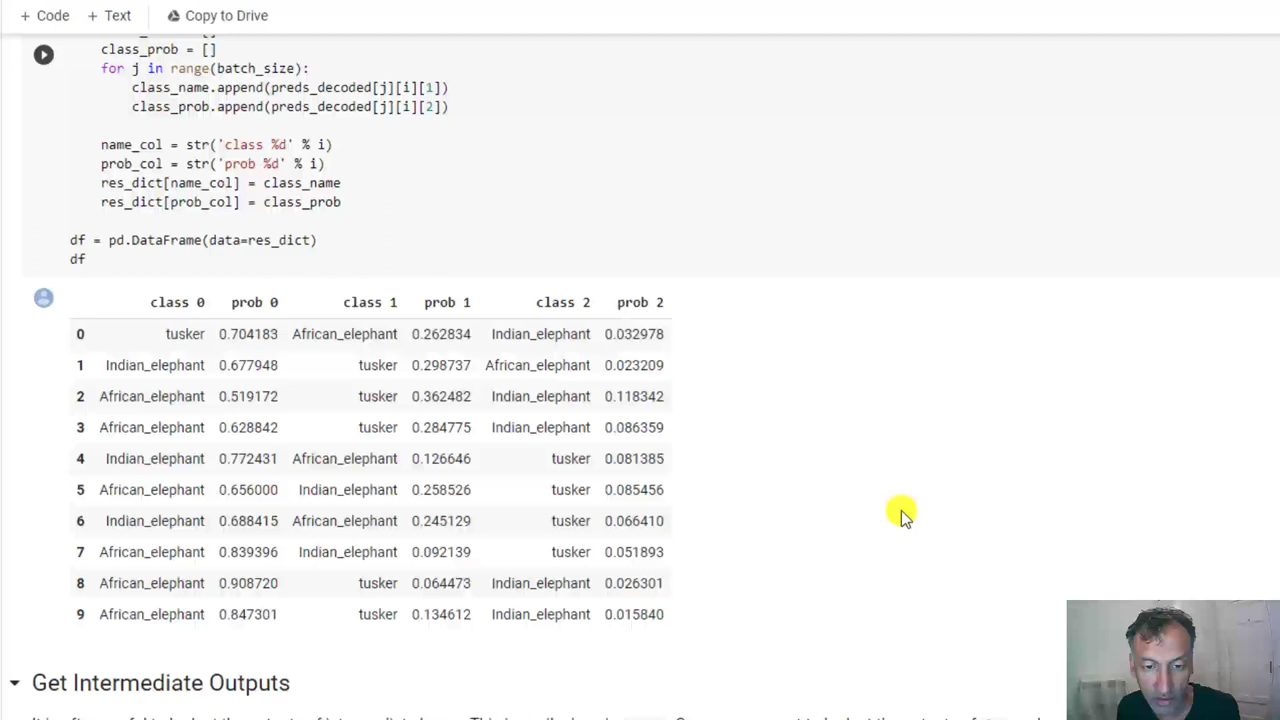 + Code + Text Copy to Drive
class_prob = []
for j in range(batch_size):
class_name.append(preds_decoded[j][i][1])
class_prob.append(preds_decoded[j][i][2])
name_col = str('class %d' % i)
prob_col = str('prob %d' % i)
res_dict[name_col] = class_name
res_dict[prob_col] = class_prob
df = pd.DataFrame(data=res_dict)
df
class 0 prob 0 class 1 prob 1 class 2 prob 2
0 tusker 0.704183 African_elephant 0.262834 Indian_elephant 0.032978
1 Indian_elephant 0.677948 tusker 0.298737 African_elephant 0.023209
2 African_elephant 0.519172 tusker 0.362482 Indian_elephant 0.118342
3 African_elephant 0.628842 tusker 0.284775 Indian_elephant 0.086359
4 Indian_elephant 0.772431 African_elephant 0.126646 tusker 0.081385
5 African_elephant 0.656000 Indian_elephant 0.258526 tusker 0.085456
6 Indian_elephant 0.688415 African_elephant 0.245129 tusker 0.066410
7 African_elephant 0.839396 Indian_elephant 0.092139 tusker 0.051893
8 African_elephant 0.908720 tusker 0.064473 Indian_elephant 0.026301
9 African_elephant 0.847301 tusker 0.134612 Indian_elephant 0.015840
Get Intermediate Outputs